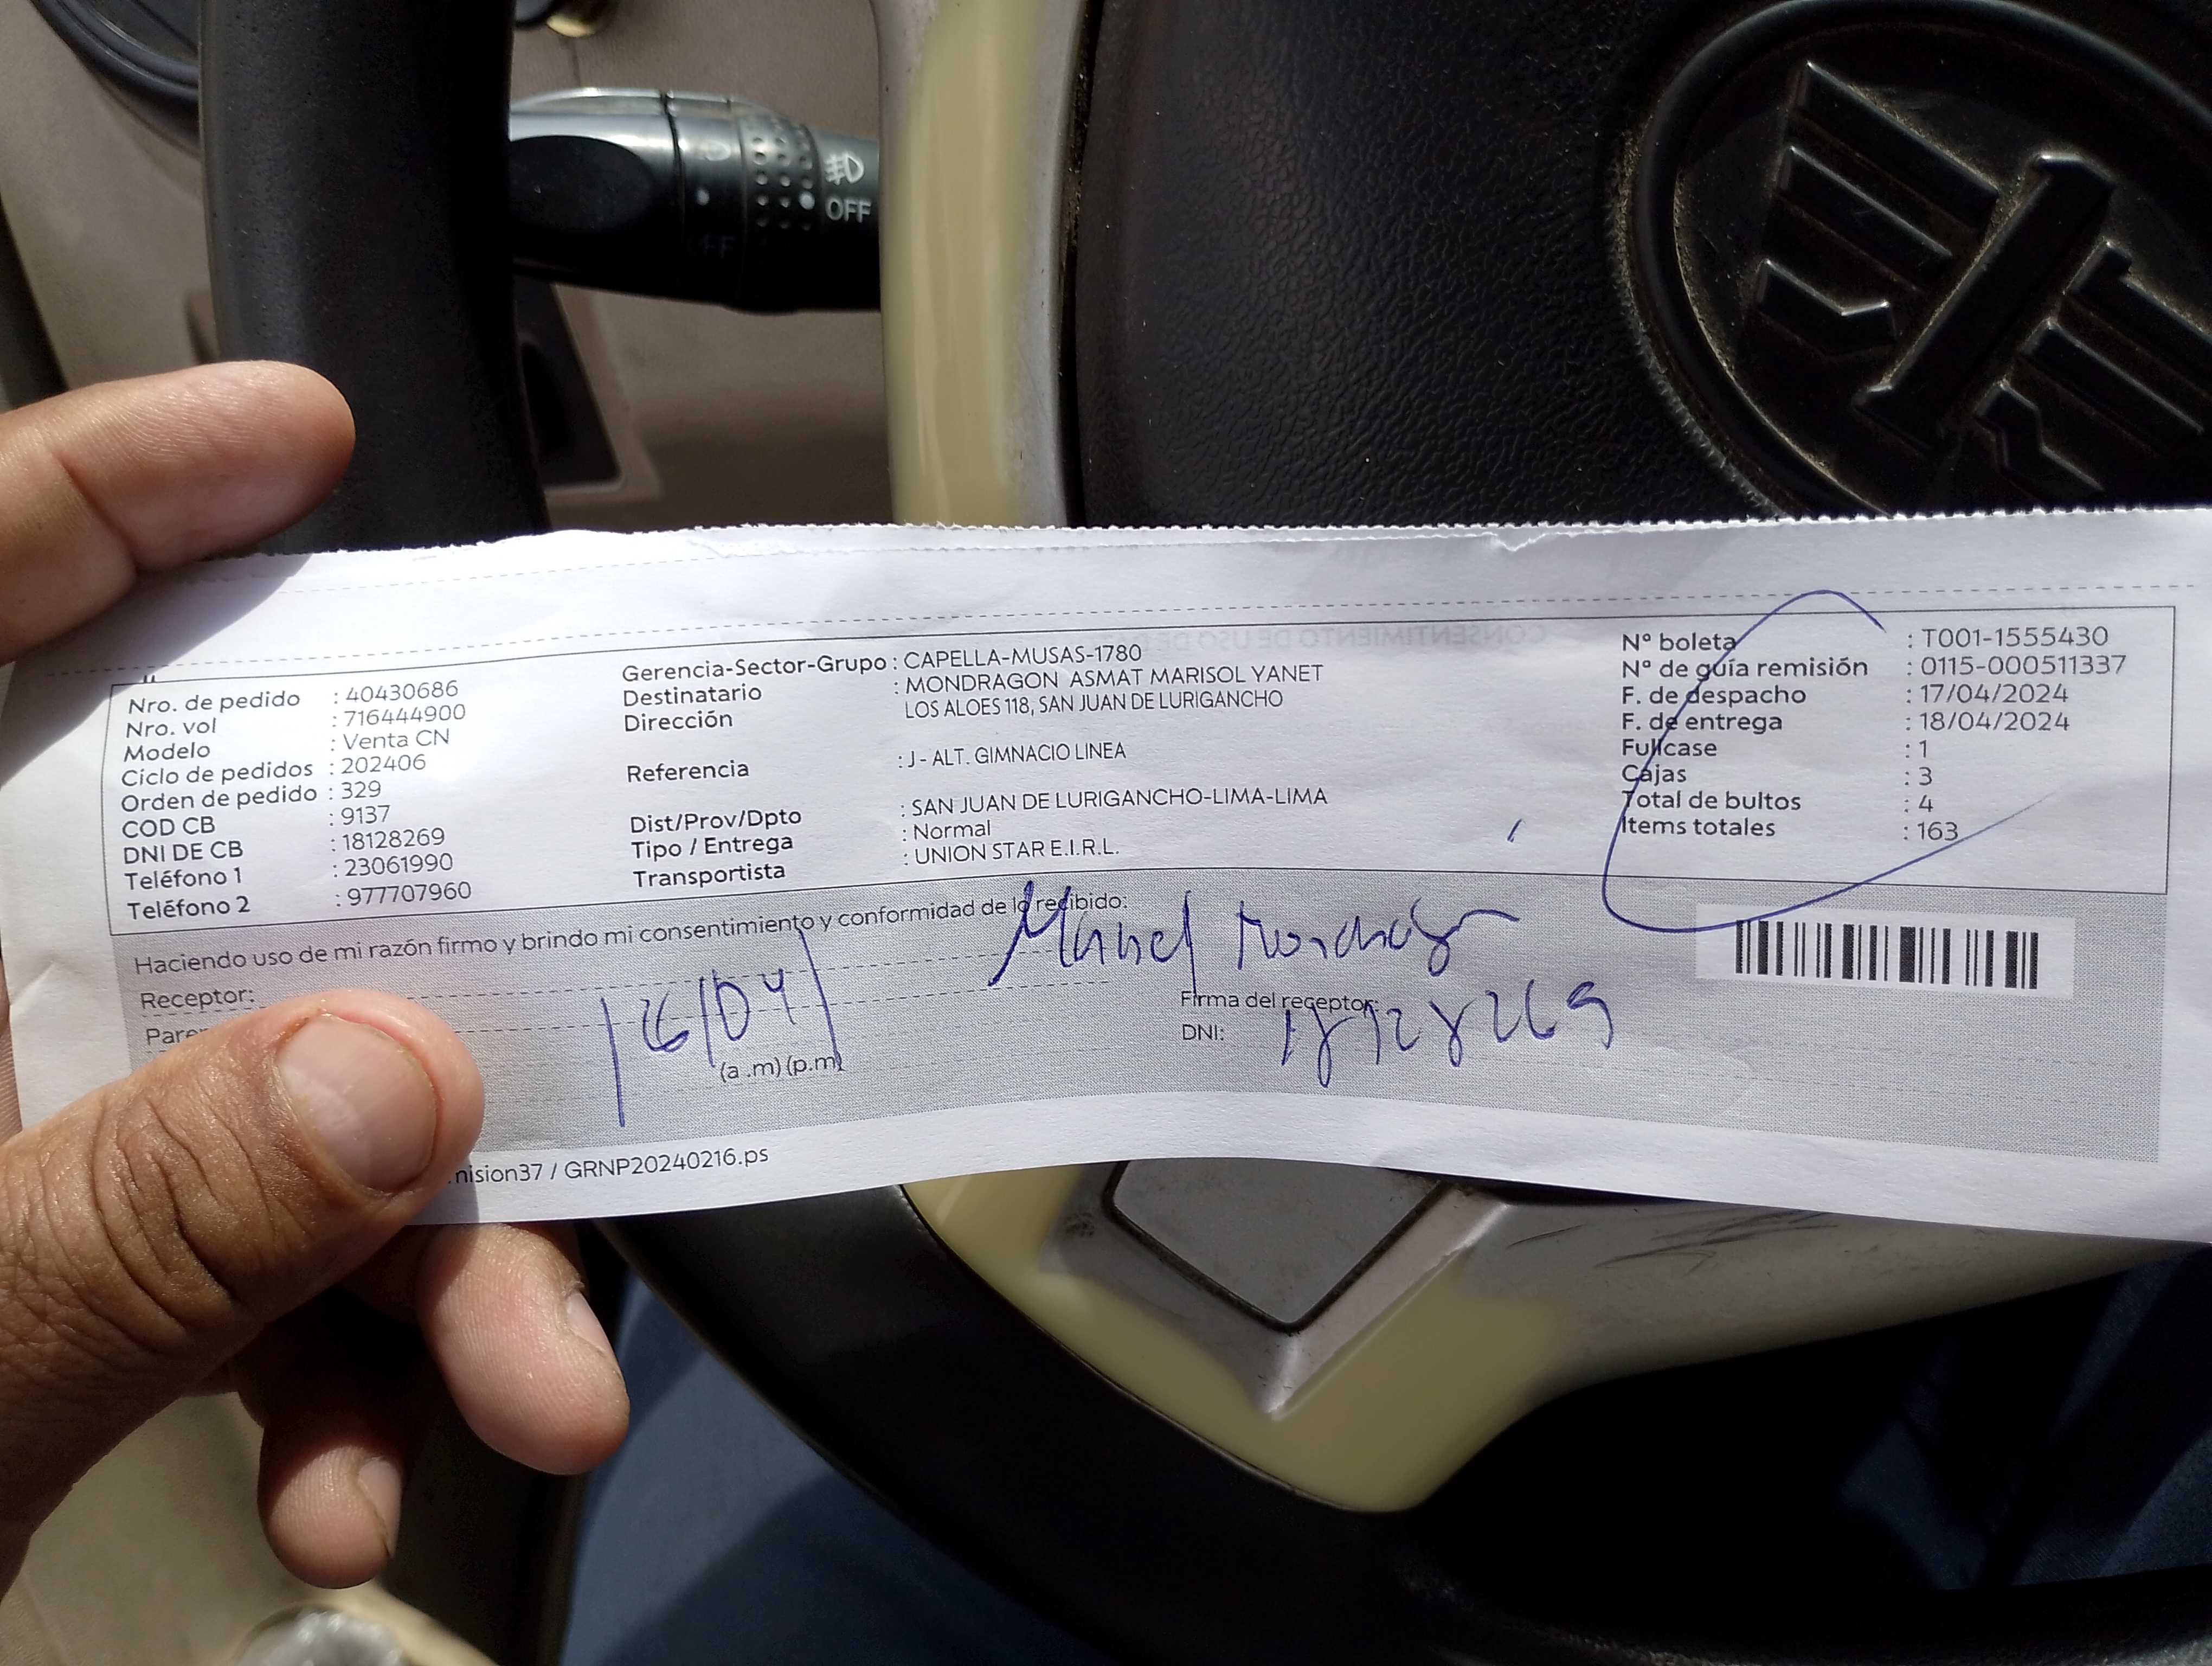 OFF
Nro. de pedido : 40430686
Nro. vol : 716444900
Modelo : Venta CN
Ciclo de pedidos : 202406
Orden de pedido : 329
COD CB : 9137
DNI DE CB : 18128269
Teléfono 1 : 23061990
Teléfono 2 : 977707960
Gerencia-Sector-Grupo : CAPELLA-MUSAS-1780
Destinatario : MONDRAGON ASMAT MARISOL YANET
Dirección LOS ALOES 118, SAN JUAN DE LURIGANCHO
Referencia : J - ALT. GIMNACIO LINEA
Dist/Prov/Dpto : SAN JUAN DE LURIGANCHO-LIMA-LIMA
Tipo / Entrega : Normal
Transportista : UNION STAR E.I.R.L.
N° boleta : T001-1555430
N° de guía remisión : 0115-000511337
F. de despacho : 17/04/2024
F. de entrega : 18/04/2024
Fullcase : 1
Cajas : 3
Total de bultos : 4
Items totales : 163
Haciendo uso de mi razón firmo y brindo mi consentimiento y conformidad de lo recibido:
Receptor:
(a .m) (p.m)
Firma del receptor:
DNI: 18128269
nision37 / GRNP20240216.ps